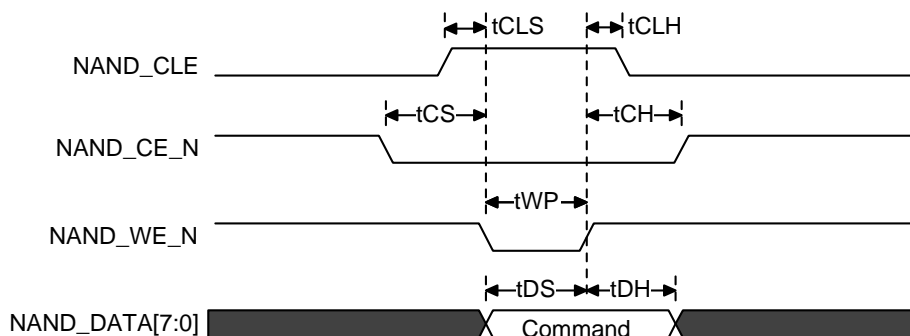 tCLS tCLH
NAND_CLE
tCS tCH
NAND_CE_N
tWP
NAND_WE_N
tDS tDH
NAND_DATA[7:0] Command